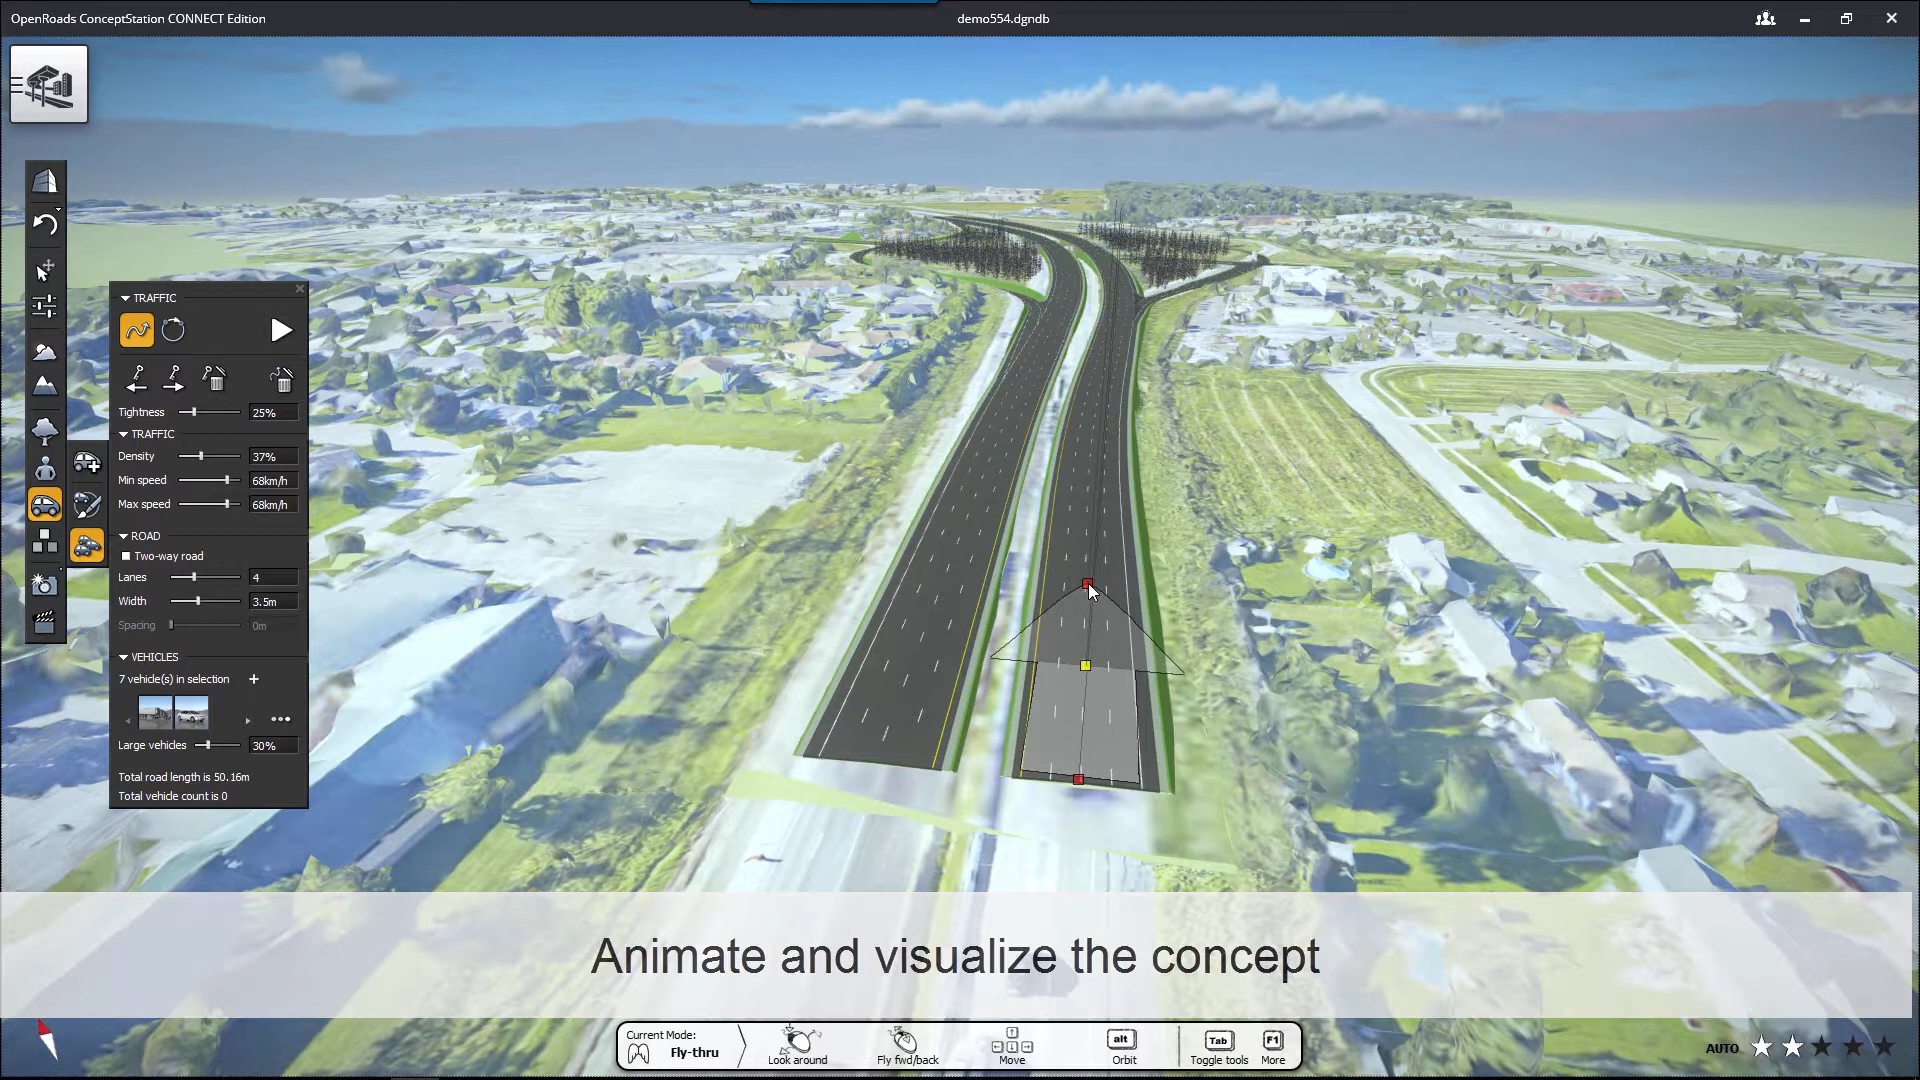 OpenRoads ConceptStation CONNECT Edition
demo554.dgndb
TRAFFIC
Tightness 25%
TRAFFIC
Density 37%
Min speed 68km/h
Max speed 68km/h
ROAD
Two-way road
Lanes 4
Width 3.5m
Spacing 0m
VEHICLES
7 vehicle(s) in selection +
Large vehicles 30%
Total road length is 50.16m
Total vehicle count is 0
Animate and visualize the concept
Current Mode:
Fly-thru
Look around
Fly fwd/back
Move
alt
Orbit
Tab
Toggle tools
F1
More
AUTO